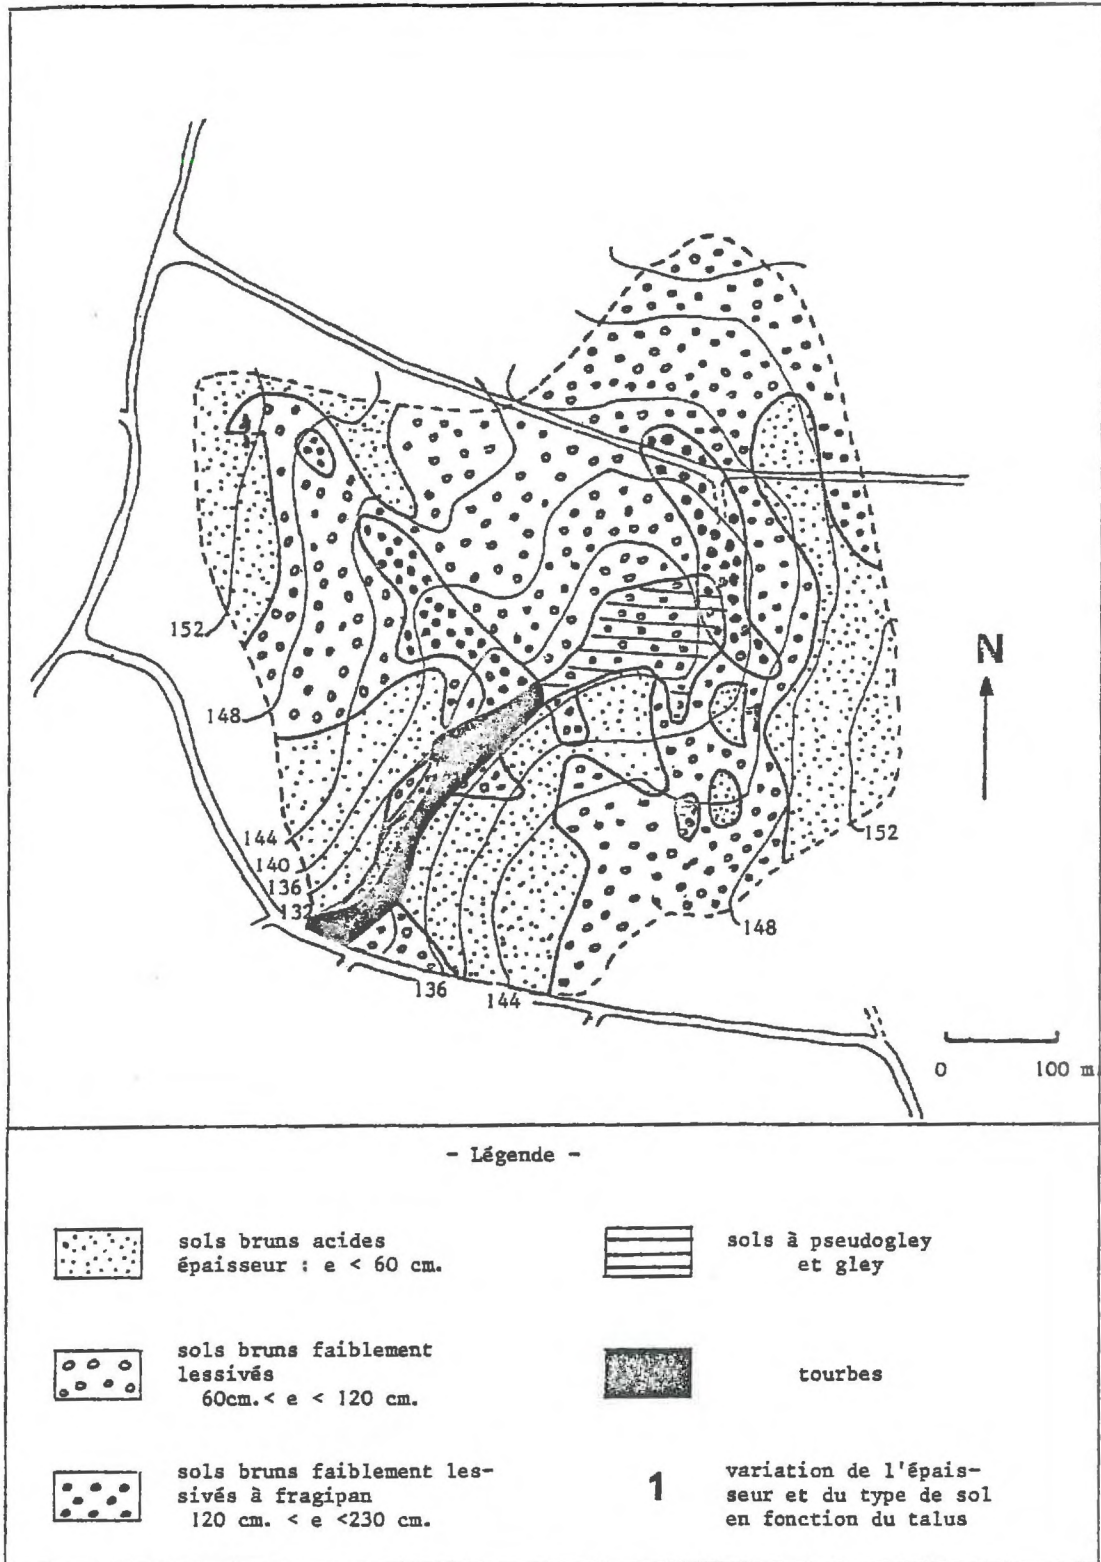 N
152
148
144
140
136
132
136
144
148
152
0 100 m.
- Légende -
sols bruns acides
épaisseur : e < 60 cm.
sols bruns faiblement
lessivés
60cm.< e < 120 cm.
sols bruns faiblement les-
sivés à fragipan
120 cm. < e <230 cm.
sols à pseudogley
et gley
tourbes
1
variation de l'épais-
seur et du type de sol
en fonction du talus